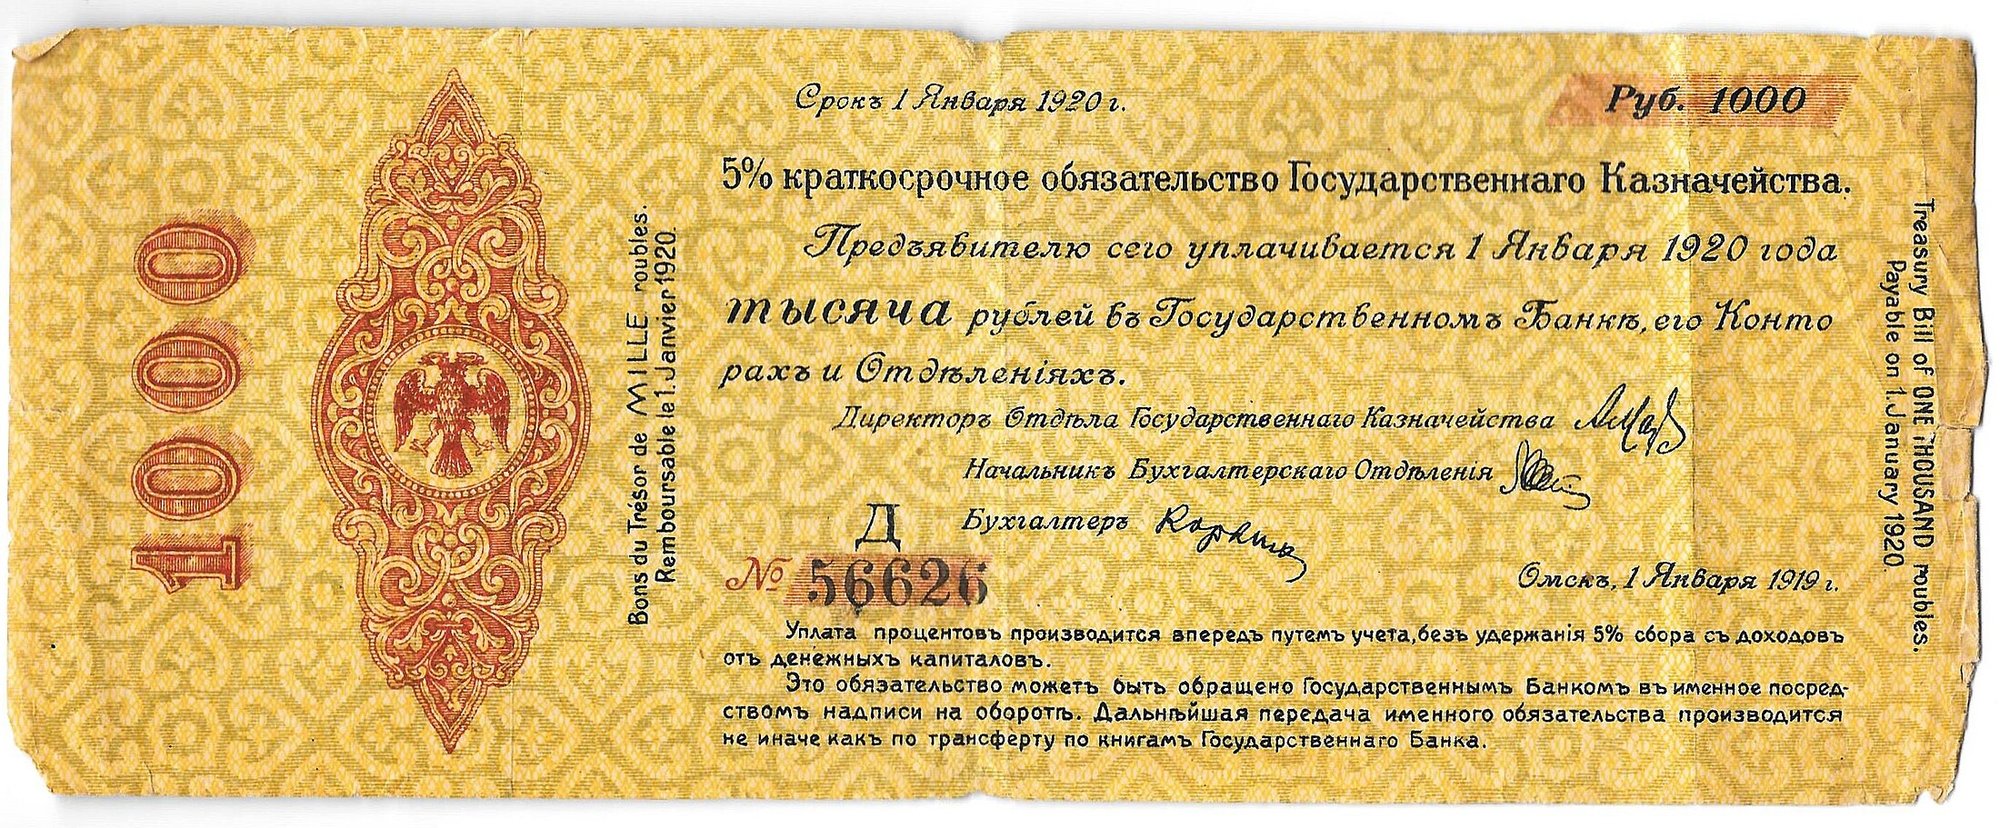 1000
Bons du Trésor de MILLE roubles.
Remboursable le 1. Janvier 1920.
Срокъ 1 Января 1920 г.
Руб. 1000
5% краткосрочное обязательство Государственнаго Казначейства.
Предъявителю сего уплачивается 1 Января 1920 года
тысяча рублей въ Государственномъ Банкѣ, его Конто
рахъ и Отдѣленіяхъ.
Директоръ Отдѣла Государственнаго Казначейства
Начальникъ Бухгалтерскаго Отдѣленія
Д
Бухгалтеръ
№ 56626
Омскъ, 1 Января 1919 г.
Уплата процентовъ производится впередъ путемъ учета, безъ удержанія 5% сбора съ доходовъ
отъ денежныхъ капиталовъ.
Это обязательство можетъ быть обращено Государственнымъ Банкомъ въ именное посред-
ствомъ надписи на оборотѣ. Дальнѣйшая передача именного обязательства производится
не иначе какъ по трансферту по книгамъ Государственнаго Банка.
Treasury Bill of ONE THOUSAND roubles.
Payable on 1. January 1920.